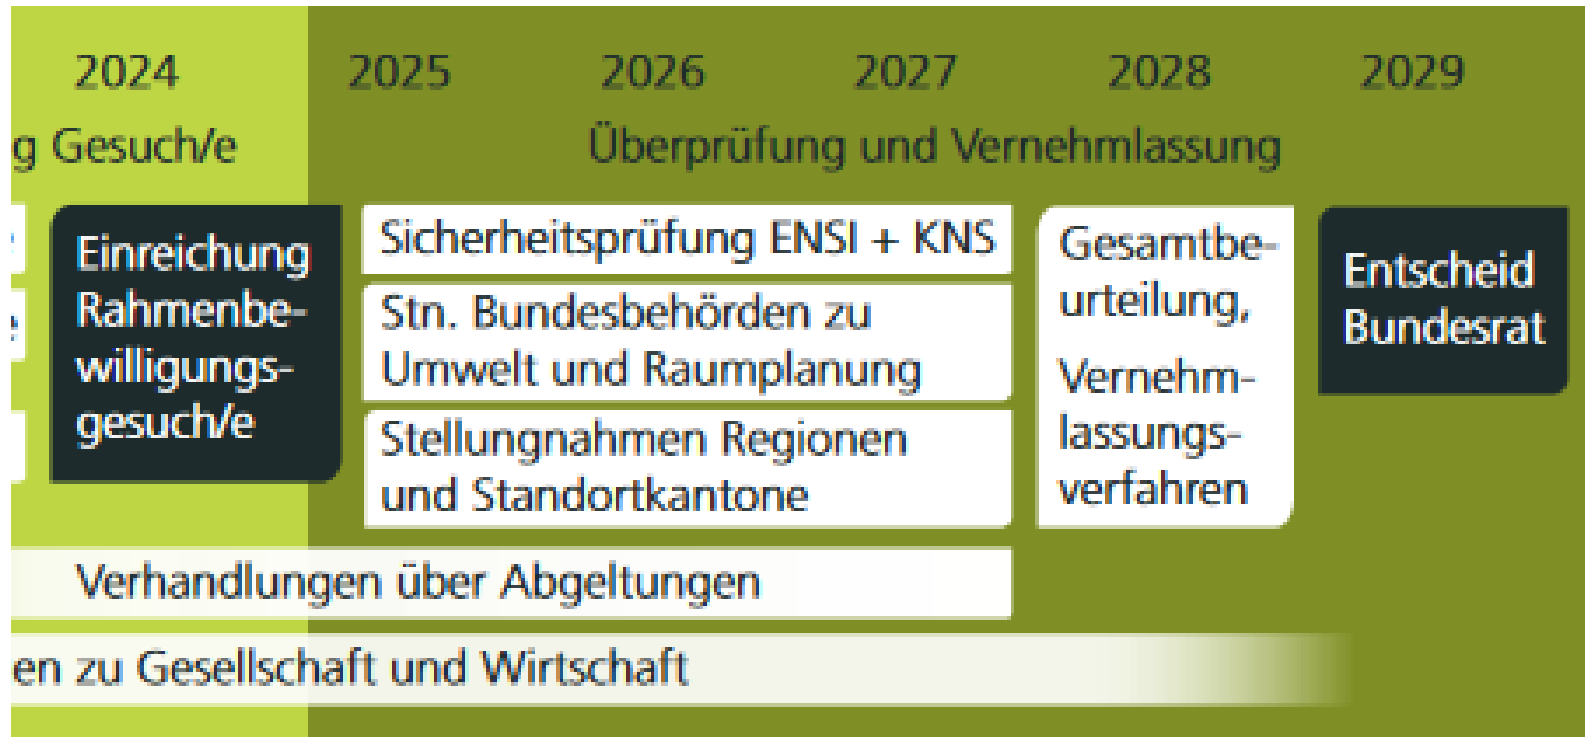 2024 2025 2026 2027 2028 2029
g Gesuch/e Überprüfung und Vernehmlassung
Einreichung
Rahmenbe-
willigungs-
gesuch/e
Sicherheitsprüfung ENSI + KNS
Stn. Bundesbehörden zu
Umwelt und Raumplanung
Stellungnahmen Regionen
und Standortkantone
Gesamtbe-
urteilung,
Vernehm-
lassungs-
verfahren
Entscheid
Bundesrat
Verhandlungen über Abgeltungen
en zu Gesellschaft und Wirtschaft